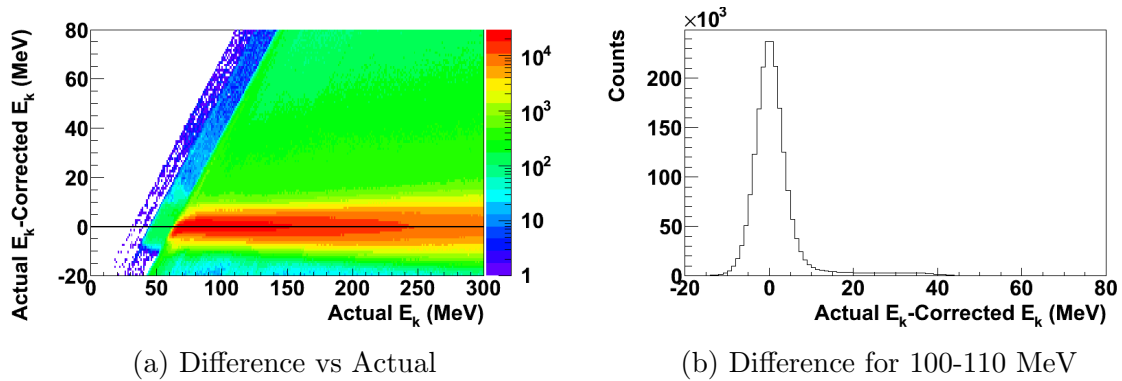 80
60
40
20
0
-20
Actual E_k-Corrected E_k (MeV)
0 50 100 150 200 250 300
Actual E_k (MeV)
10^4
10^3
10^2
10
1
(a) Difference vs Actual
×10^3
Counts
200
150
100
50
0
-20 0 20 40 60 80
Actual E_k-Corrected E_k (MeV)
(b) Difference for 100-110 MeV